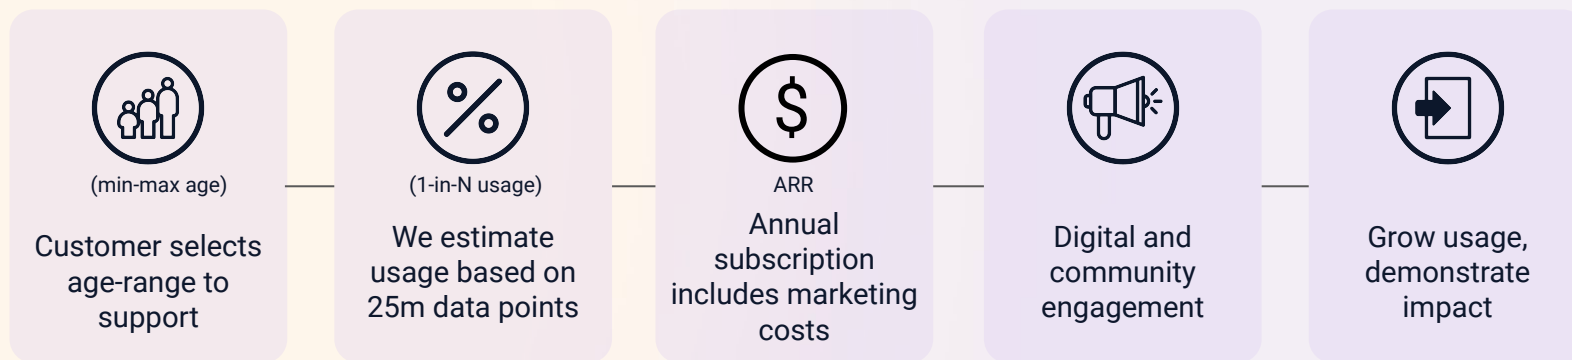 (min-max age)
Customer selects
age-range to
support
(1-in-N usage)
We estimate
usage based on
25m data points
$
ARR
Annual
subscription
includes marketing
costs
Digital and
community
engagement
Grow usage,
demonstrate
impact